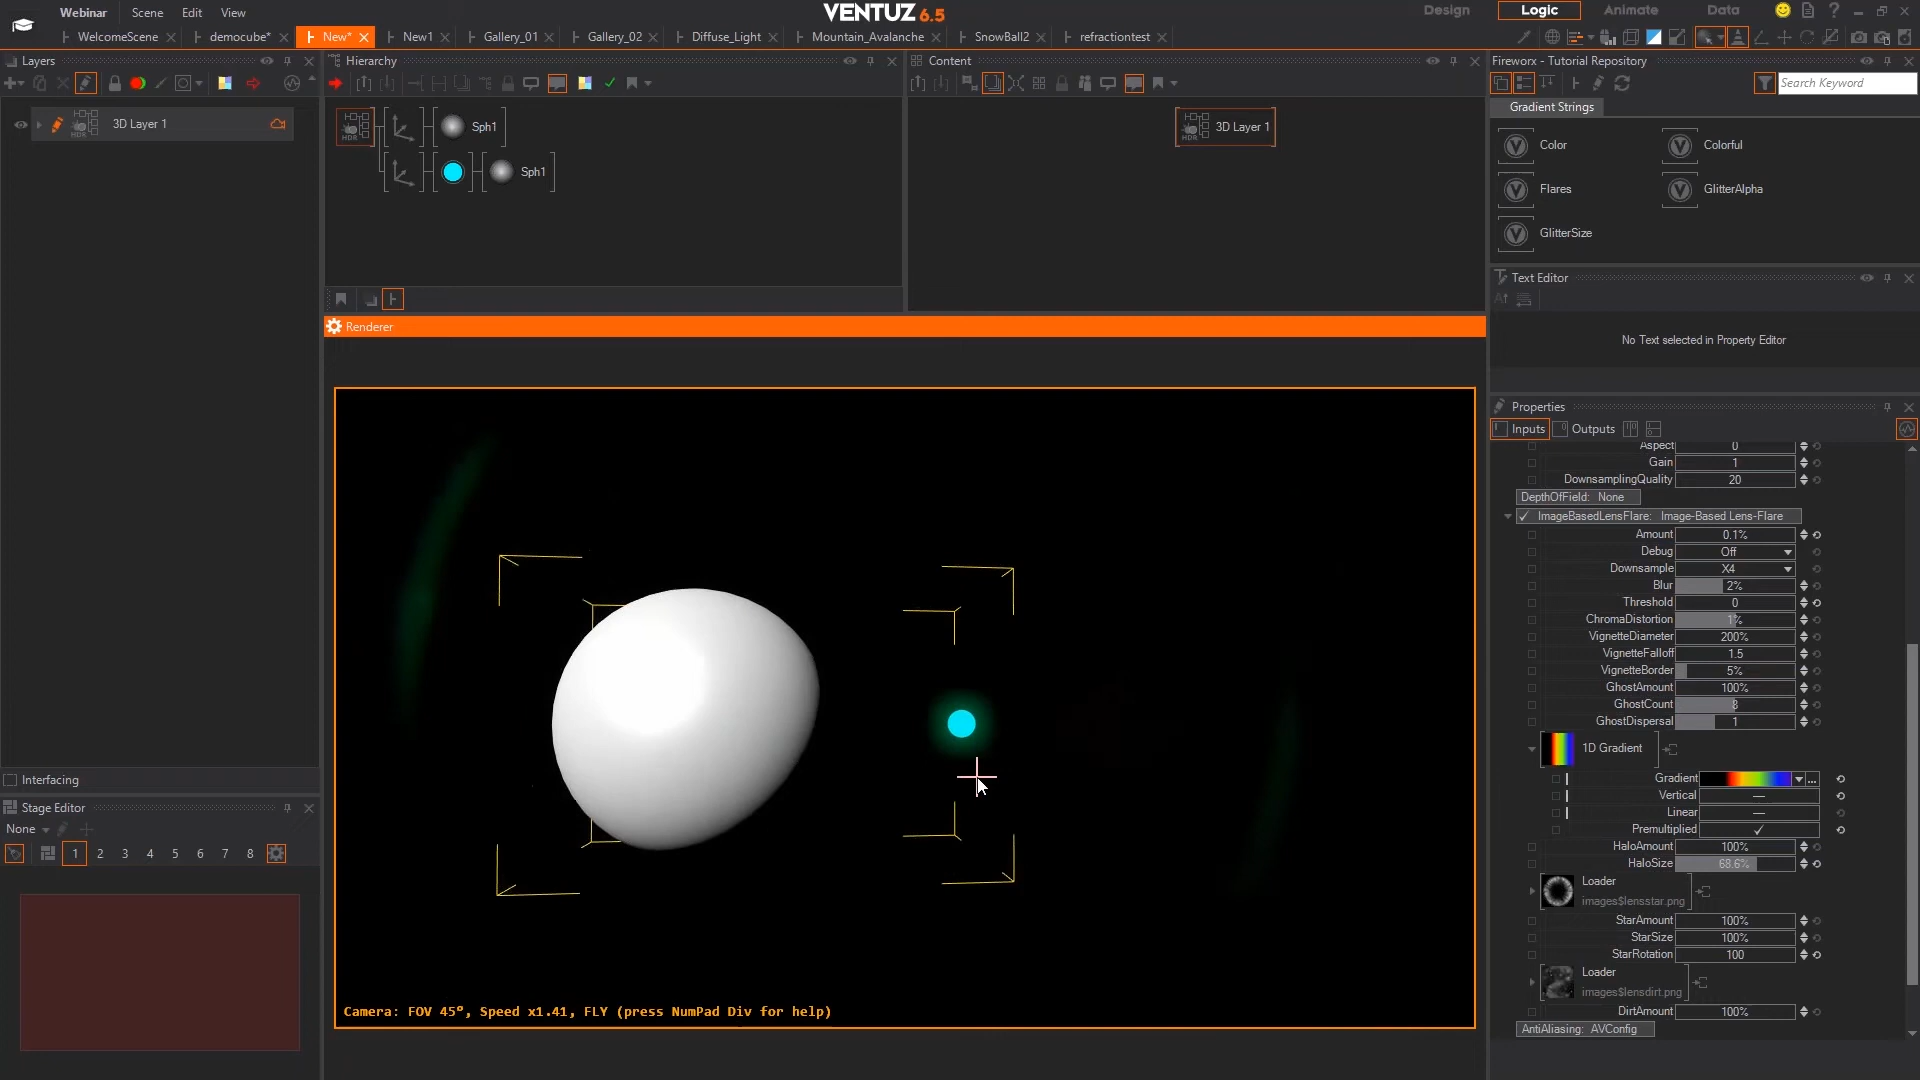 Webinar Scene Edit View
VENTUZ 6.5
Design Logic Animate Data
WelcomeScene democube* New* New1 Gallery_01 Gallery_02 Diffuse_Light Mountain_Avalanche SnowBall2 refractiontest
Layers
Hierarchy
Content
Fireworx - Tutorial Repository
Search Keyword
Gradient Strings
3D Layer 1
HDR
HDR
Sph1
Sph1
HDR
3D Layer 1
Color
Colorful
Flares
GlitterAlpha
GlitterSize
Text Editor
No Text selected in Property Editor
Renderer
Camera: FOV 45º, Speed x1.41, FLY (press NumPad Div for help)
Properties
Inputs Outputs
Aspect 0
Gain 1
DownsamplingQuality 20
DepthOfField: None
ImageBasedLensFlare: Image-Based Lens-Flare
Amount 0.1%
Debug Off
Downsample X4
Blur 2%
Threshold 0
ChromaDistortion 1%
VignetteDiameter 200%
VignetteFalloff 1.5
VignetteBorder 5%
GhostAmount 100%
GhostCount 8
GhostDispersal 1
1D Gradient
Gradient ...
Vertical
Linear
Premultiplied
HaloAmount 100%
HaloSize 68.6%
Loader
images$lensstar.png
StarAmount 100%
StarSize 100%
StarRotation 100
Loader
images$lensdirt.png
DirtAmount 100%
AntiAliasing: AVConfig
Interfacing
Stage Editor
None
1 2 3 4 5 6 7 8